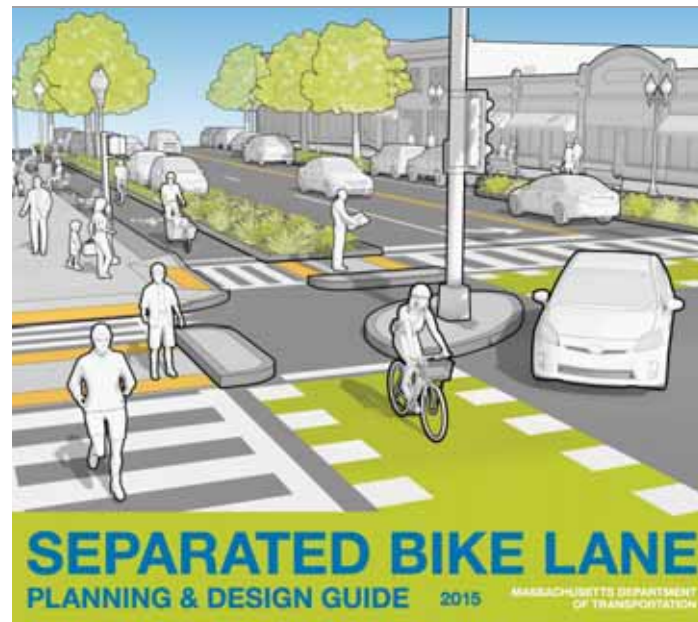 SEPARATED BIKE LANE
PLANNING & DESIGN GUIDE 2015
MASSACHUSETTS DEPARTMENT
OF TRANSPORTATION